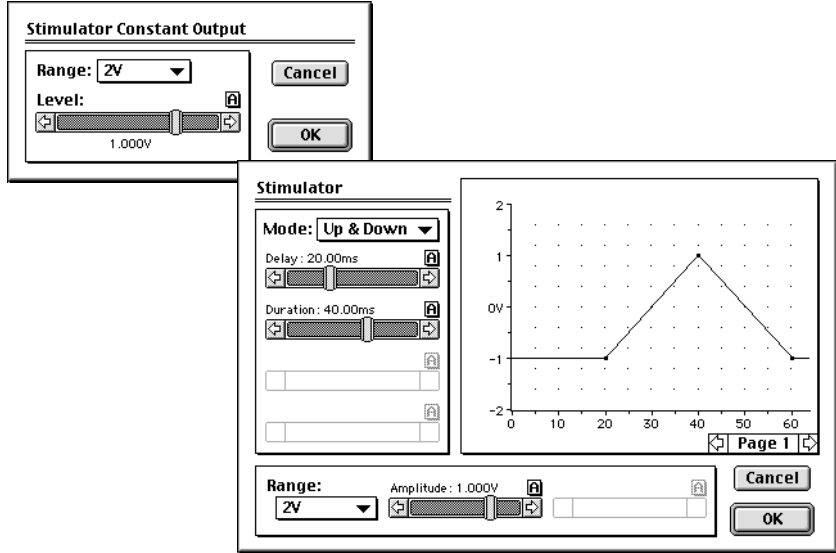 Stimulator Constant Output
Range: 2V
Cancel
Level:
A
1.000V
OK
Stimulator
Mode: Up & Down
Delay : 20.00ms
A
Duration : 40.00ms
A
A
A
2
1
0V
-1
-2
0 10 20 30 40 50 60
Page 1
Range:
2V
Amplitude : 1.000V
A
A
Cancel
OK